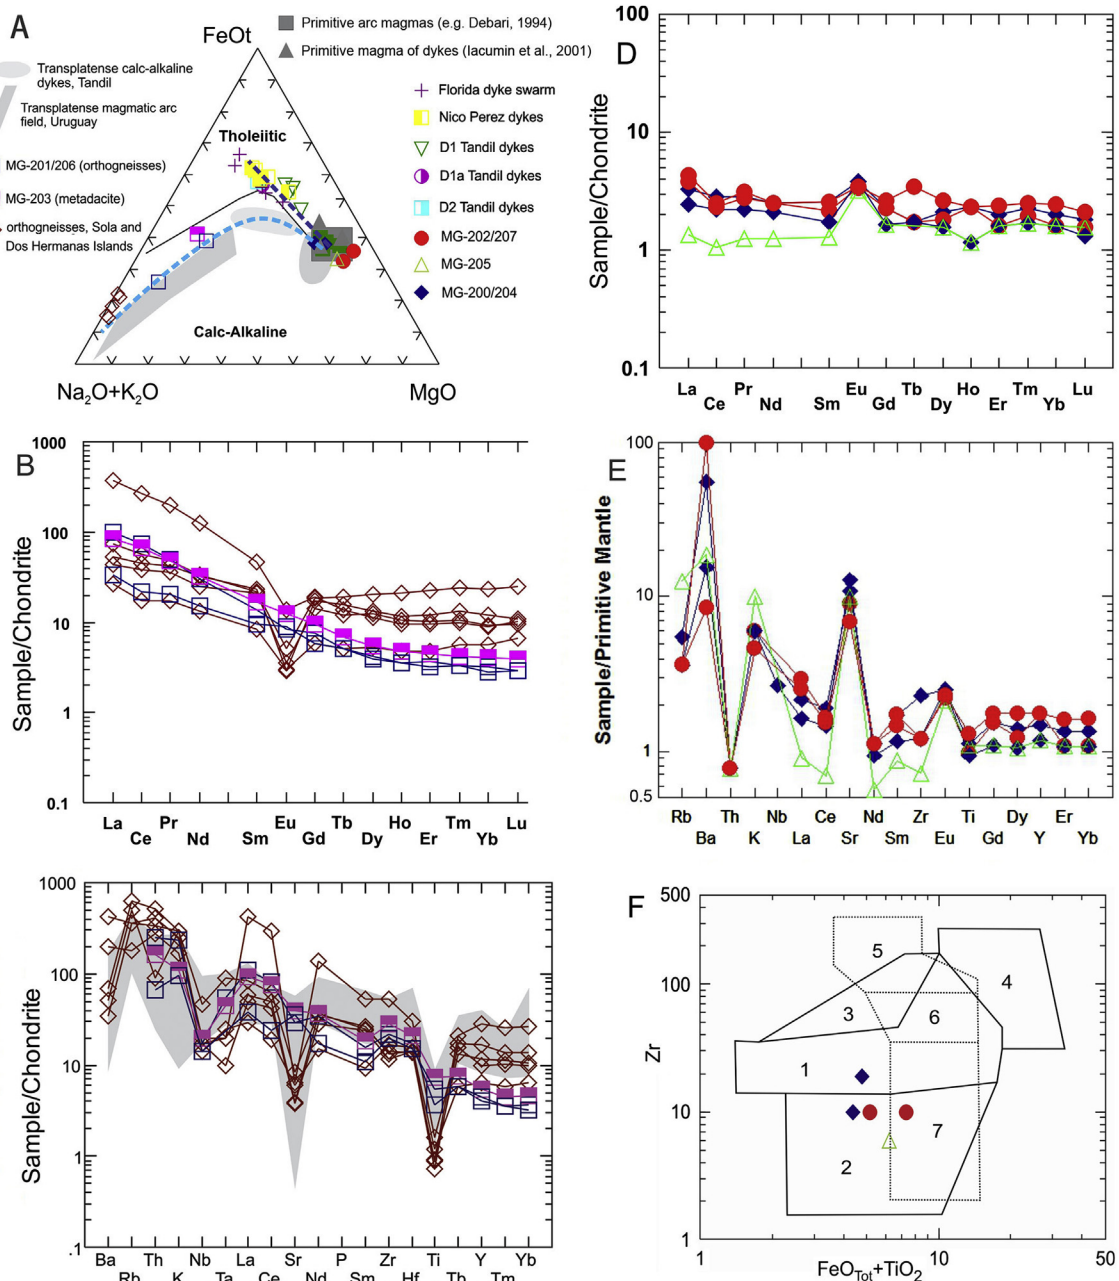 A
FeOt
Primitive arc magmas (e.g. Debari, 1994)
Primitive magma of dykes (Iacumin et al., 2001)
Transplatense calc-alkaline
dykes, Tandil
Transplatense magmatic arc
field, Uruguay
MG-201/206 (orthogneisses)
MG-203 (metadacite)
orthogneisses, Sola and
Dos Hermanas Islands
Tholeiitic
Calc-Alkaline
Na2O+K2O
MgO
Florida dyke swarm
Nico Perez dykes
D1 Tandil dykes
D1a Tandil dykes
D2 Tandil dykes
MG-202/207
MG-205
MG-200/204
B
Sample/Chondrite
1000
100
10
1
0.1
La Ce Pr Nd Sm Eu Gd Tb Dy Ho Er Tm Yb Lu
Sample/Chondrite
1000
100
10
1
.1
Ba Rb Th K Nb Ta La Ce Sr Nd P Sm Zr Hf Ti Tb Y Tm Yb
D
Sample/Chondrite
100
10
1
0.1
La Ce Pr Nd Sm Eu Gd Tb Dy Ho Er Tm Yb Lu
E
Sample/Primitive Mantle
100
10
1
0.5
Rb Ba Th K Nb La Ce Sr Nd Sm Zr Eu Ti Gd Dy Y Er Yb
F
Zr
500
100
10
1
5
4
3
6
1
7
2
1
10
50
FeOTot+TiO2